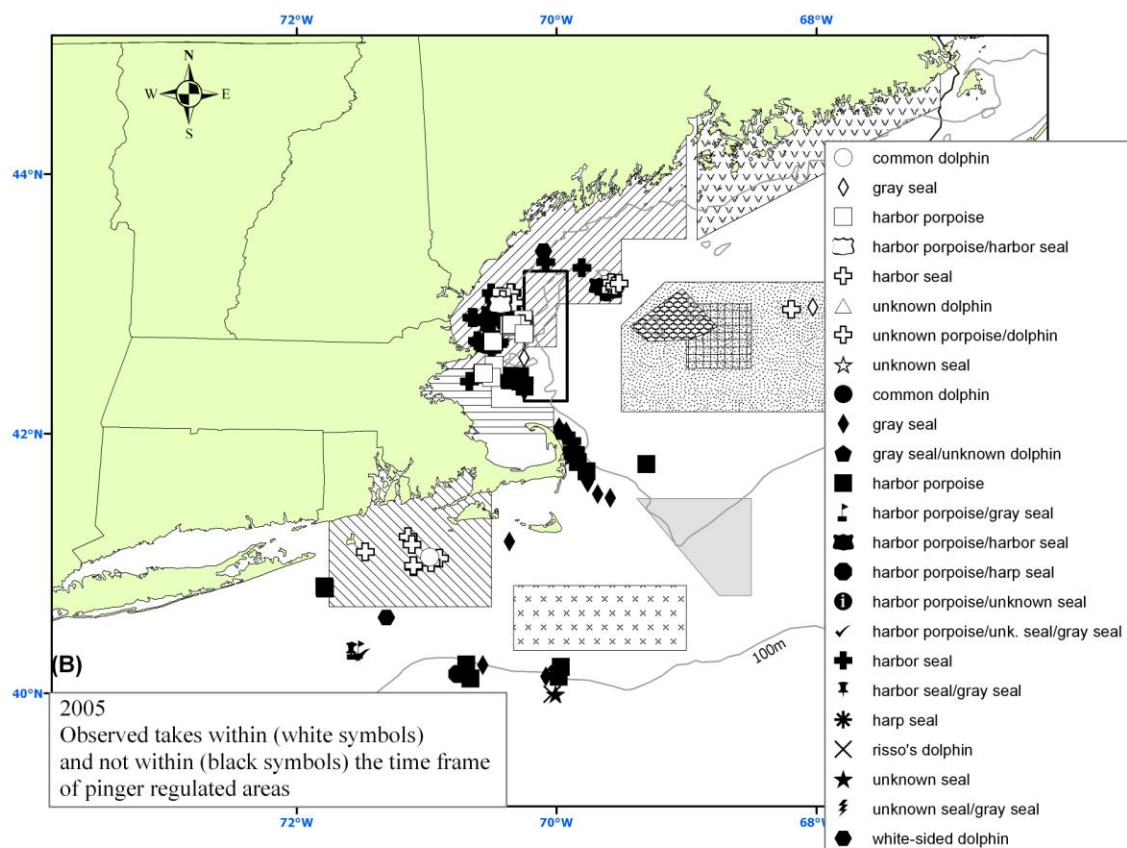 72°W 70°W 68°W
N
W E
S
44°N
42°N
40°N
common dolphin
gray seal
harbor porpoise
harbor porpoise/harbor seal
harbor seal
unknown dolphin
unknown porpoise/dolphin
unknown seal
common dolphin
gray seal
gray seal/unknown dolphin
harbor porpoise
harbor porpoise/gray seal
harbor porpoise/harbor seal
harbor porpoise/harp seal
harbor porpoise/unknown seal
harbor porpoise/unk. seal/gray seal
harbor seal
harbor seal/gray seal
harp seal
risso's dolphin
unknown seal
unknown seal/gray seal
white-sided dolphin
100m
(B)
2005
Observed takes within (white symbols)
and not within (black symbols) the time frame
of pinger regulated areas
72°W 70°W 68°W